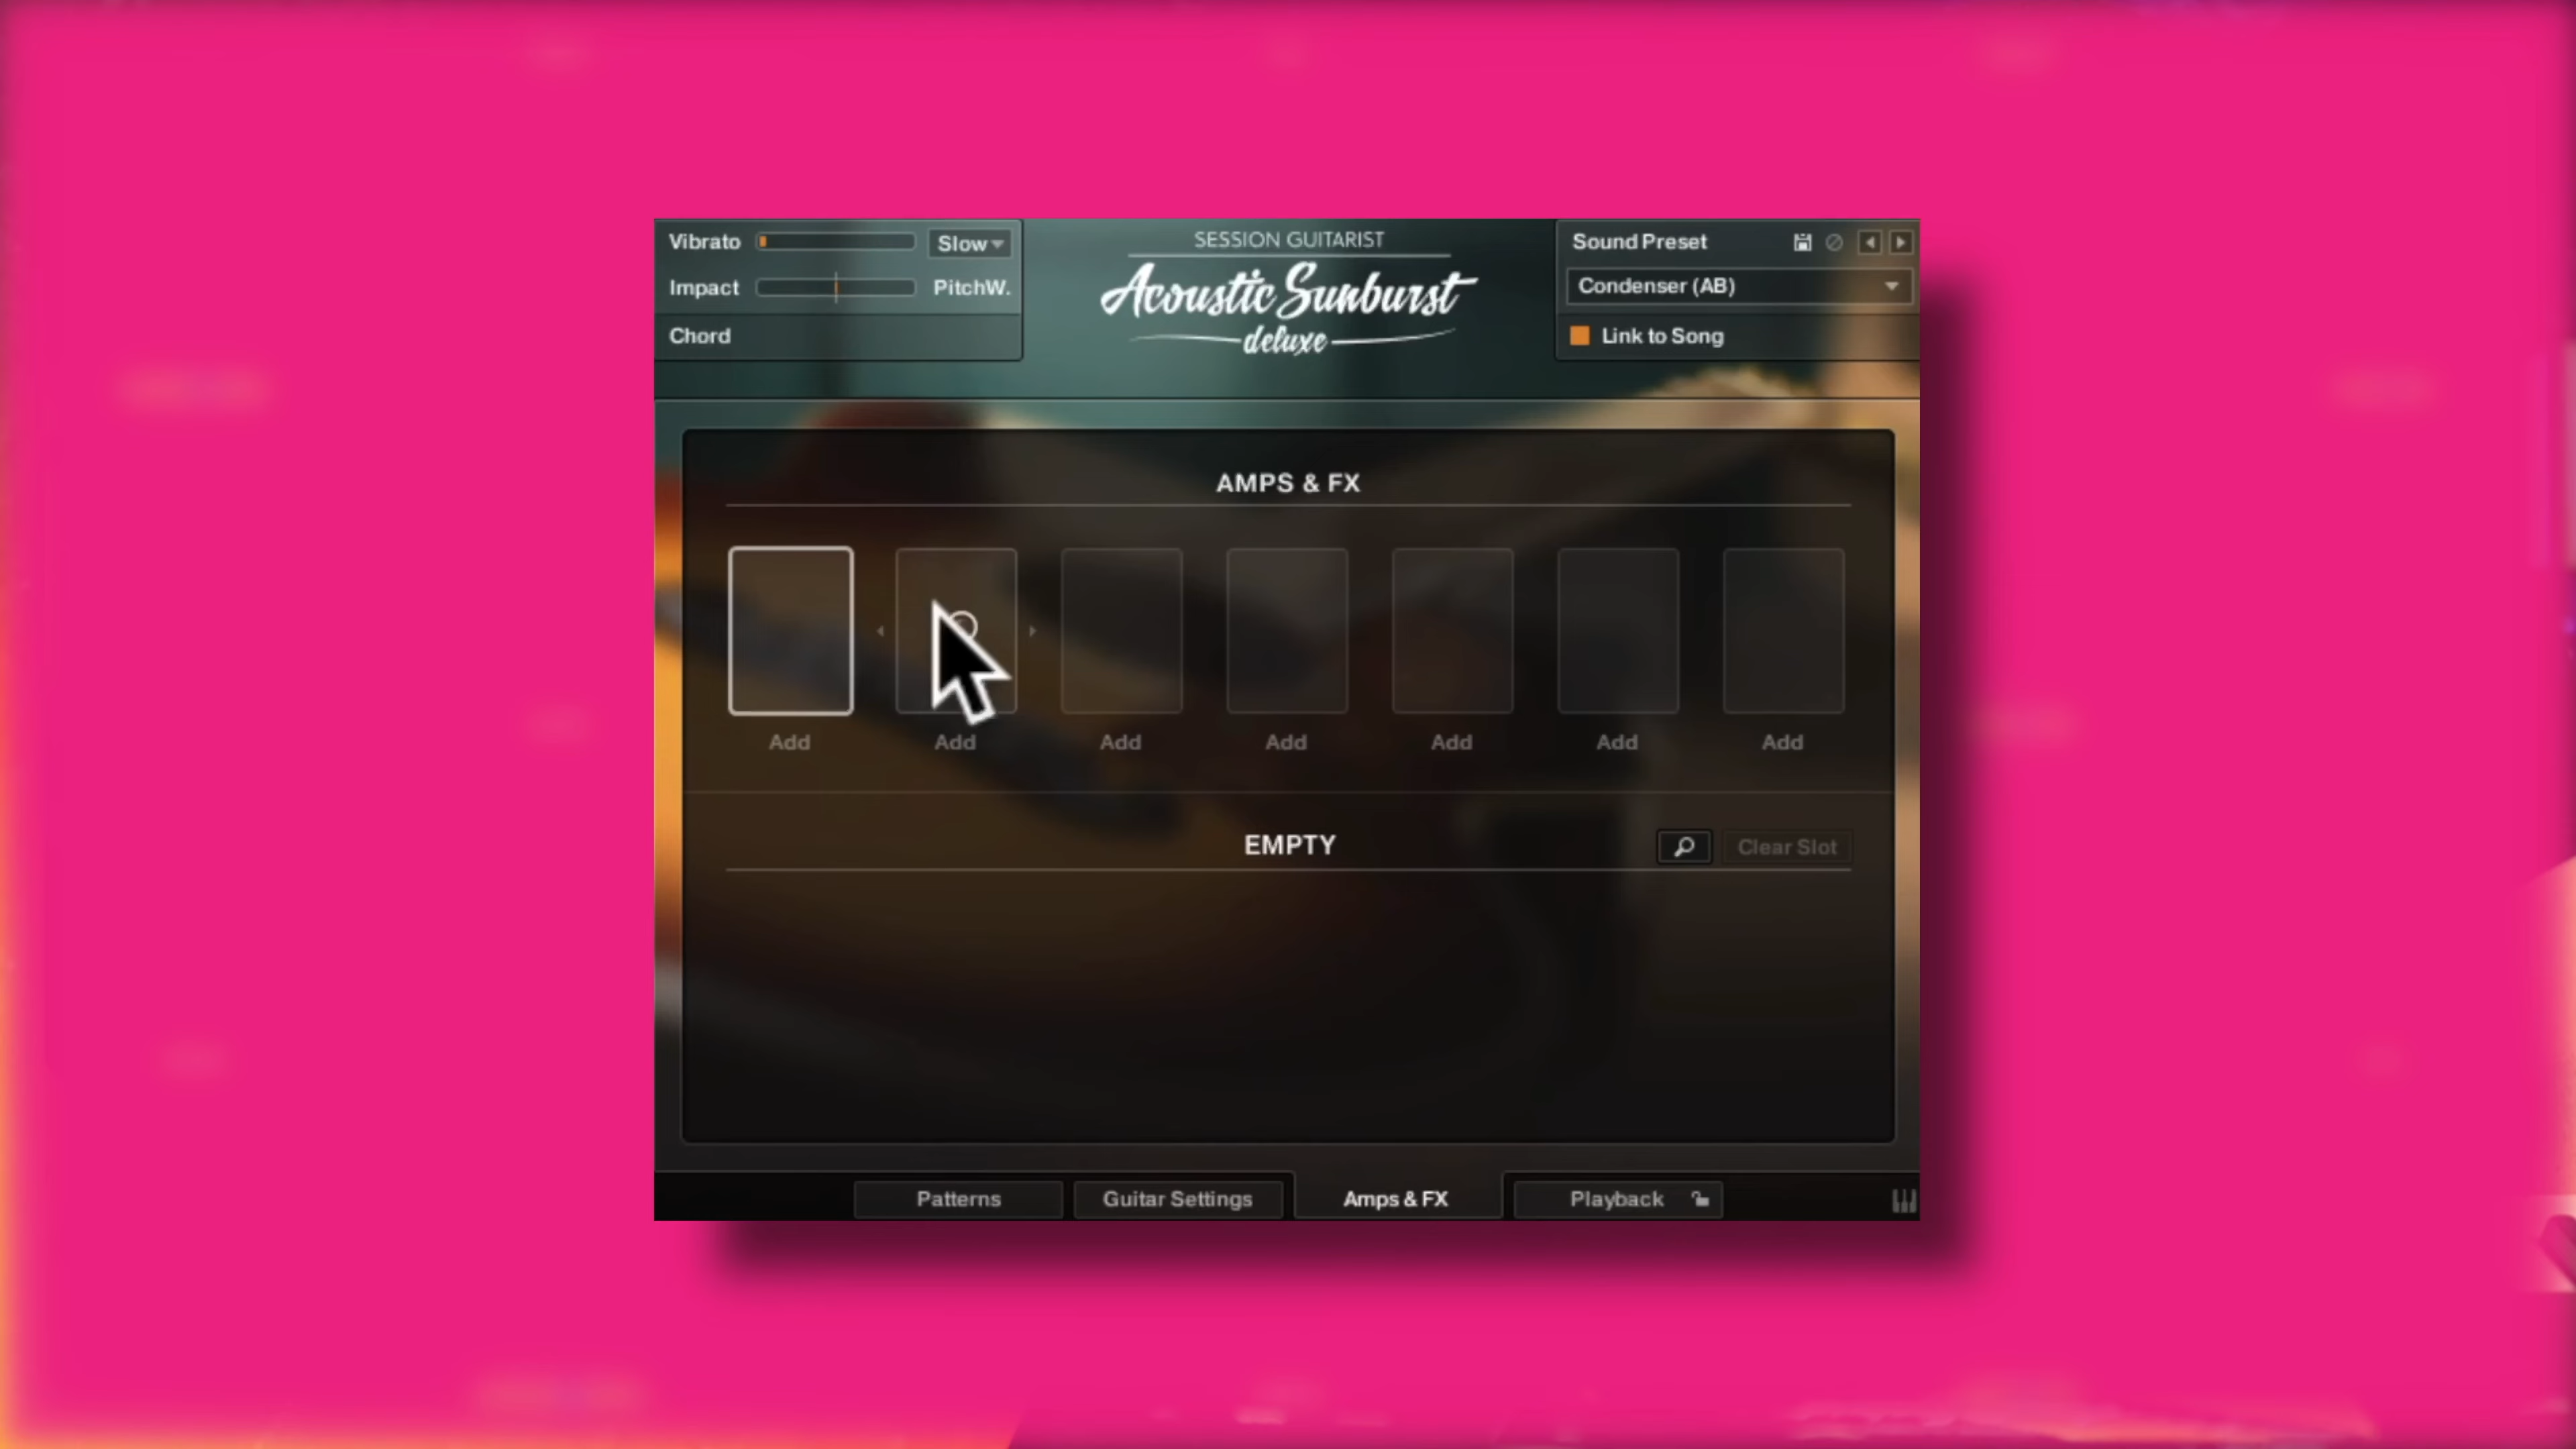 Vibrato Slow
Impact PitchW.
Chord
SESSION GUITARIST
Acoustic Sunburst
deluxe
Sound Preset
Condenser (AB)
Link to Song
AMPS & FX
Add Add Add Add Add Add Add
EMPTY
Clear Slot
Patterns Guitar Settings Amps & FX Playback